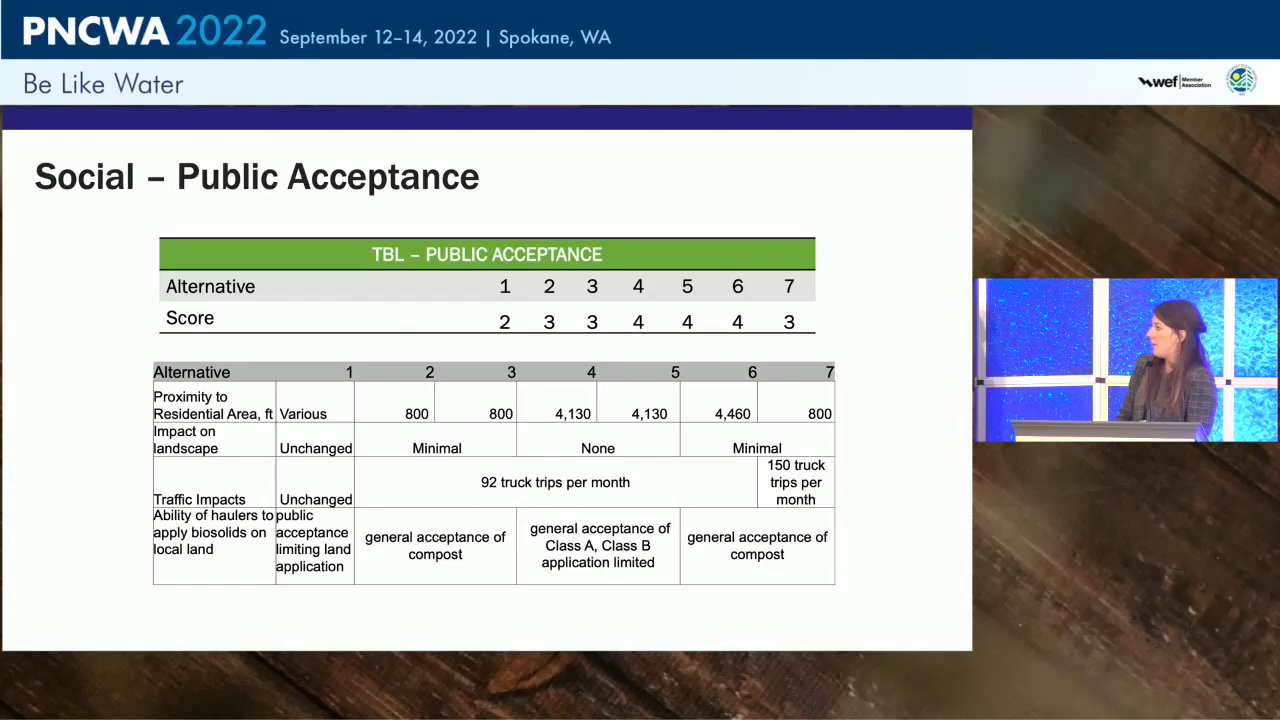 PNCWA 2022 September 12–14, 2022 | Spokane, WA
Be Like Water
wef Member Association
Social – Public Acceptance
TBL – PUBLIC ACCEPTANCE
Alternative 1 2 3 4 5 6 7
Score 2 3 3 4 4 4 3
Alternative 1 2 3 4 5 6 7
Proximity to
Residential Area, ft Various 800 800 4,130 4,130 4,460 800
Impact on
landscape Unchanged Minimal None Minimal
Traffic Impacts Unchanged 92 truck trips per month 150 truck
trips per
month
Ability of haulers to
apply biosolids on
local land
public
acceptance
limiting land
application
general acceptance of
compost
general acceptance of
Class A, Class B
application limited
general acceptance of
compost